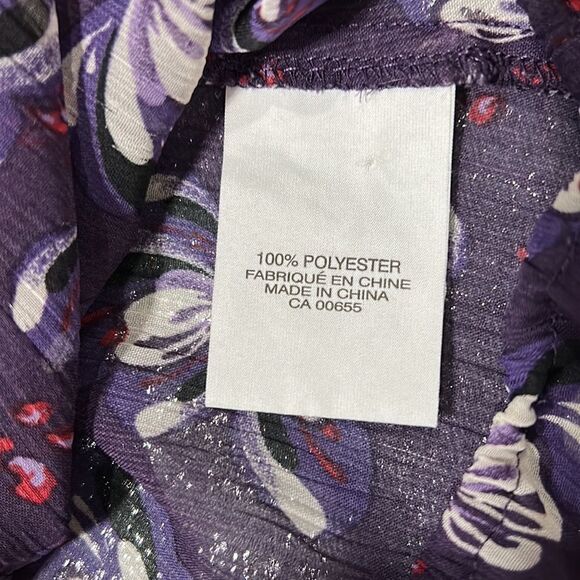 100% POLYESTER
FABRIQUÉ EN CHINE
MADE IN CHINA
CA 00655